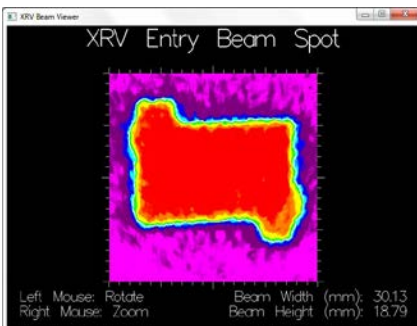 XRV Beam Viewer
XRV Entry Beam Spot
Left Mouse: Rotate
Right Mouse: Zoom
Beam Width (mm): 30.13
Beam Height (mm): 18.79